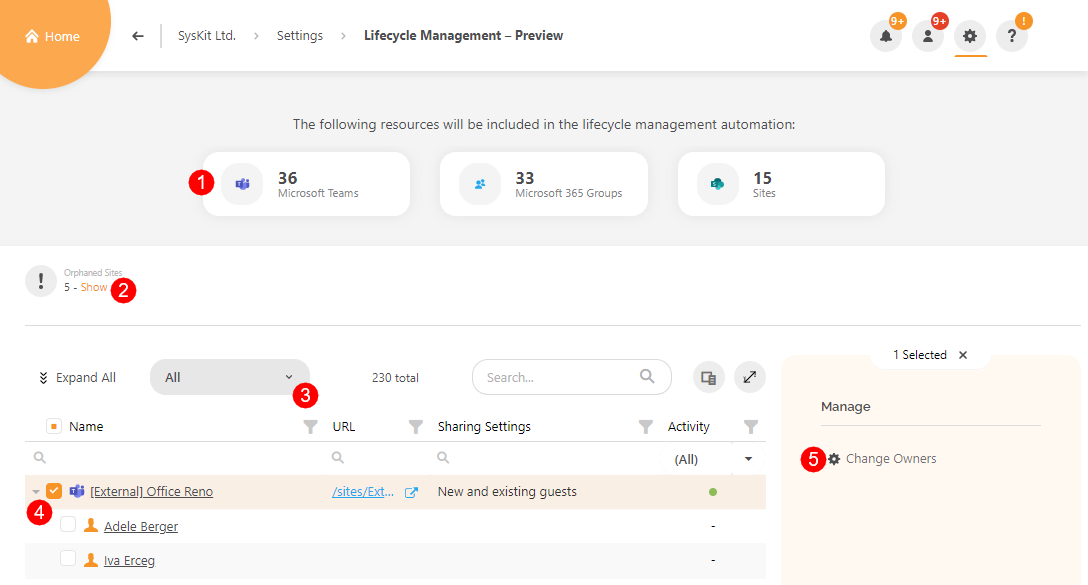 Home
SysKit Ltd. > Settings > Lifecycle Management – Preview
9+
9+
!
?
The following resources will be included in the lifecycle management automation:
1
36
Microsoft Teams
33
Microsoft 365 Groups
15
Sites
!
Orphaned Sites
5 - Show
2
Expand All
All
3
230 total
Search...
1 Selected ×
Name
URL
Sharing Settings
Activity
(All)
Manage
5
Change Owners
[External] Office Reno
/sites/Ext...
New and existing guests
4
Adele Berger
-
Iva Erceg
-